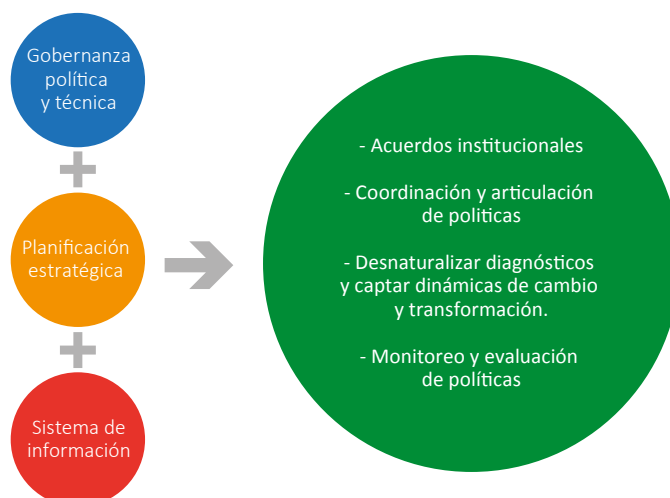 Gobernanza
política
y técnica
Planificación
estratégica
Sistema de
información
- Acuerdos institucionales
- Coordinación y articulación
de politicas
- Desnaturalizar diagnósticos
y captar dinámicas de cambio
y transformación.
- Monitoreo y evaluación
de políticas